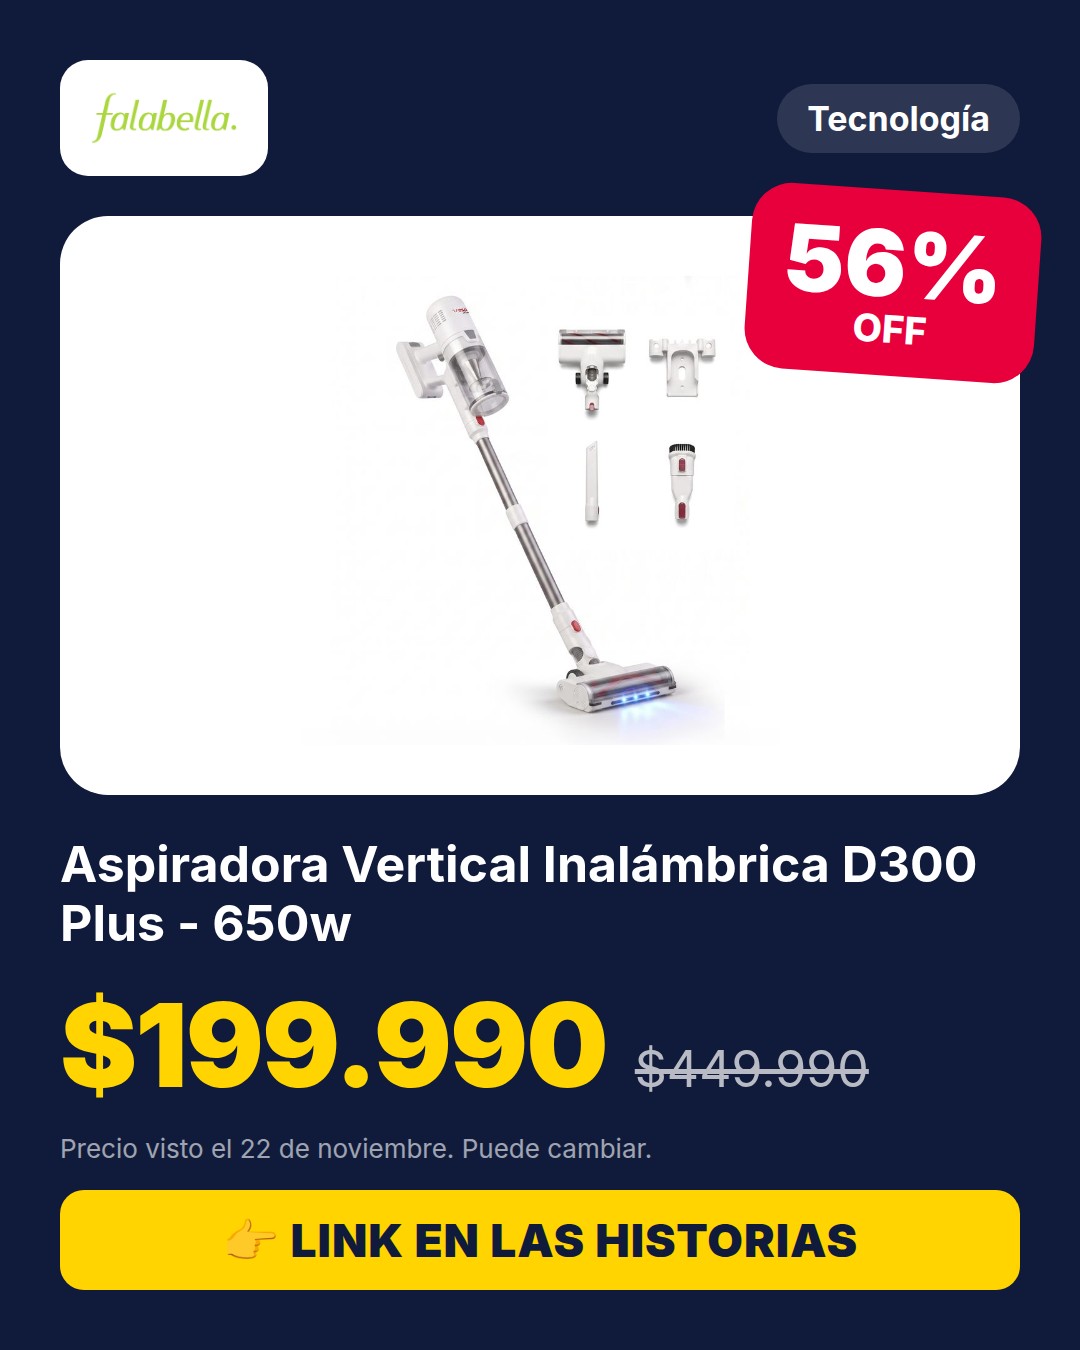 falabella.
Tecnología
56%
OFF
Aspiradora Vertical Inalámbrica D300
Plus - 650w
$199.990 $449.990
Precio visto el 22 de noviembre. Puede cambiar.
👉 LINK EN LAS HISTORIAS